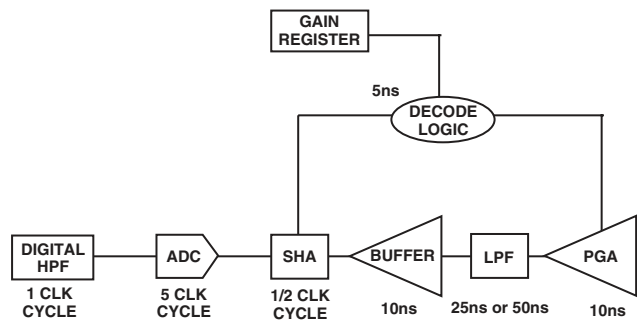 GAIN
REGISTER
5ns
DECODE
LOGIC
DIGITAL
HPF
ADC
SHA
BUFFER
LPF
PGA
1 CLK
CYCLE
5 CLK
CYCLE
1/2 CLK
CYCLE
10ns
25ns or 50ns
10ns